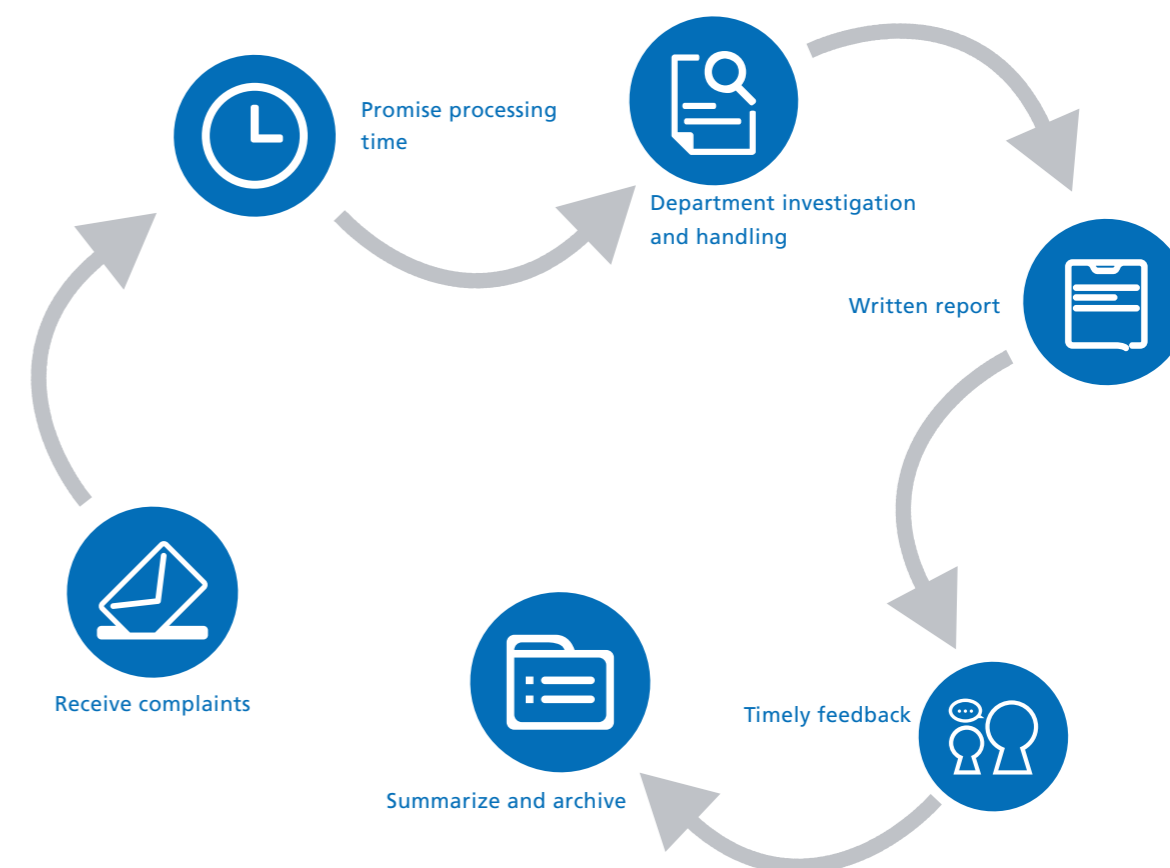 Promise processing
time
Department investigation
and handling
Written report
Receive complaints
Timely feedback
Summarize and archive